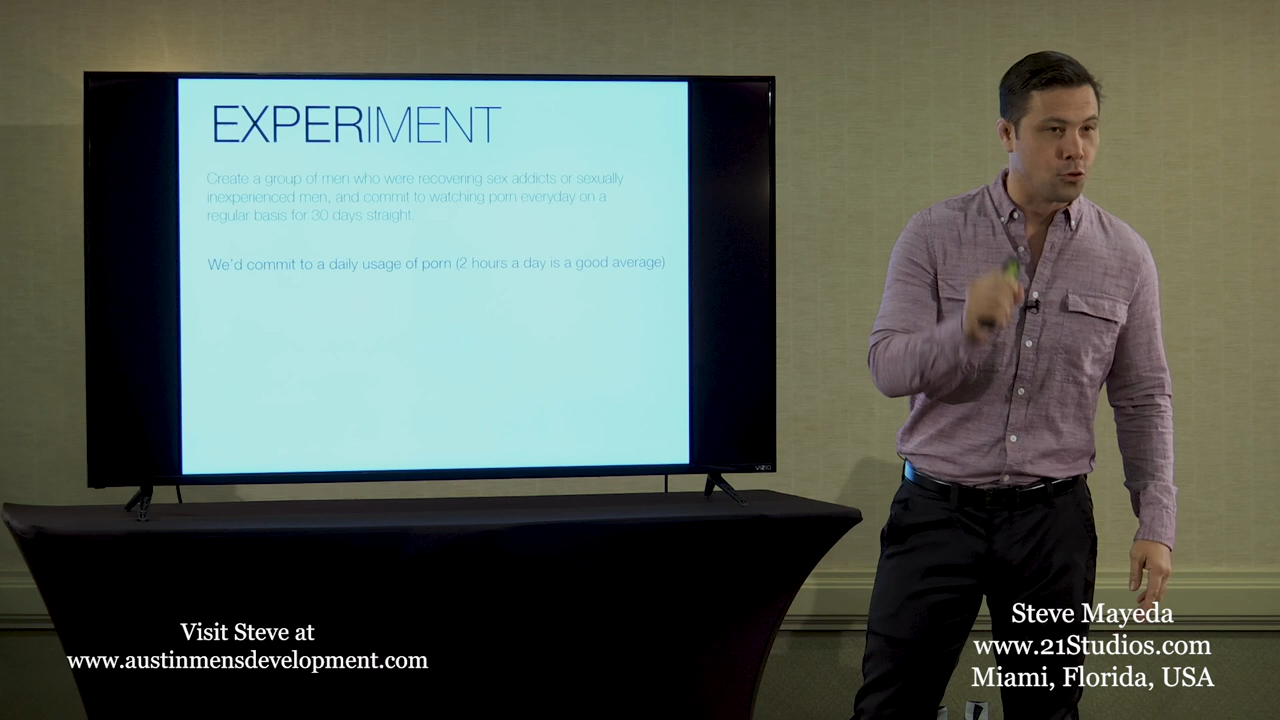 EXPERIMENT
Create a group of men who were recovering sex addicts or sexually
inexperienced men, and commit to watching porn everyday on a
regular basis for 30 days straight.
We'd commit to a daily usage of porn (2 hours a day is a good average)
VIZIO
Visit Steve at
www.austinmensdevelopment.com
Steve Mayeda
www.21Studios.com
Miami, Florida, USA